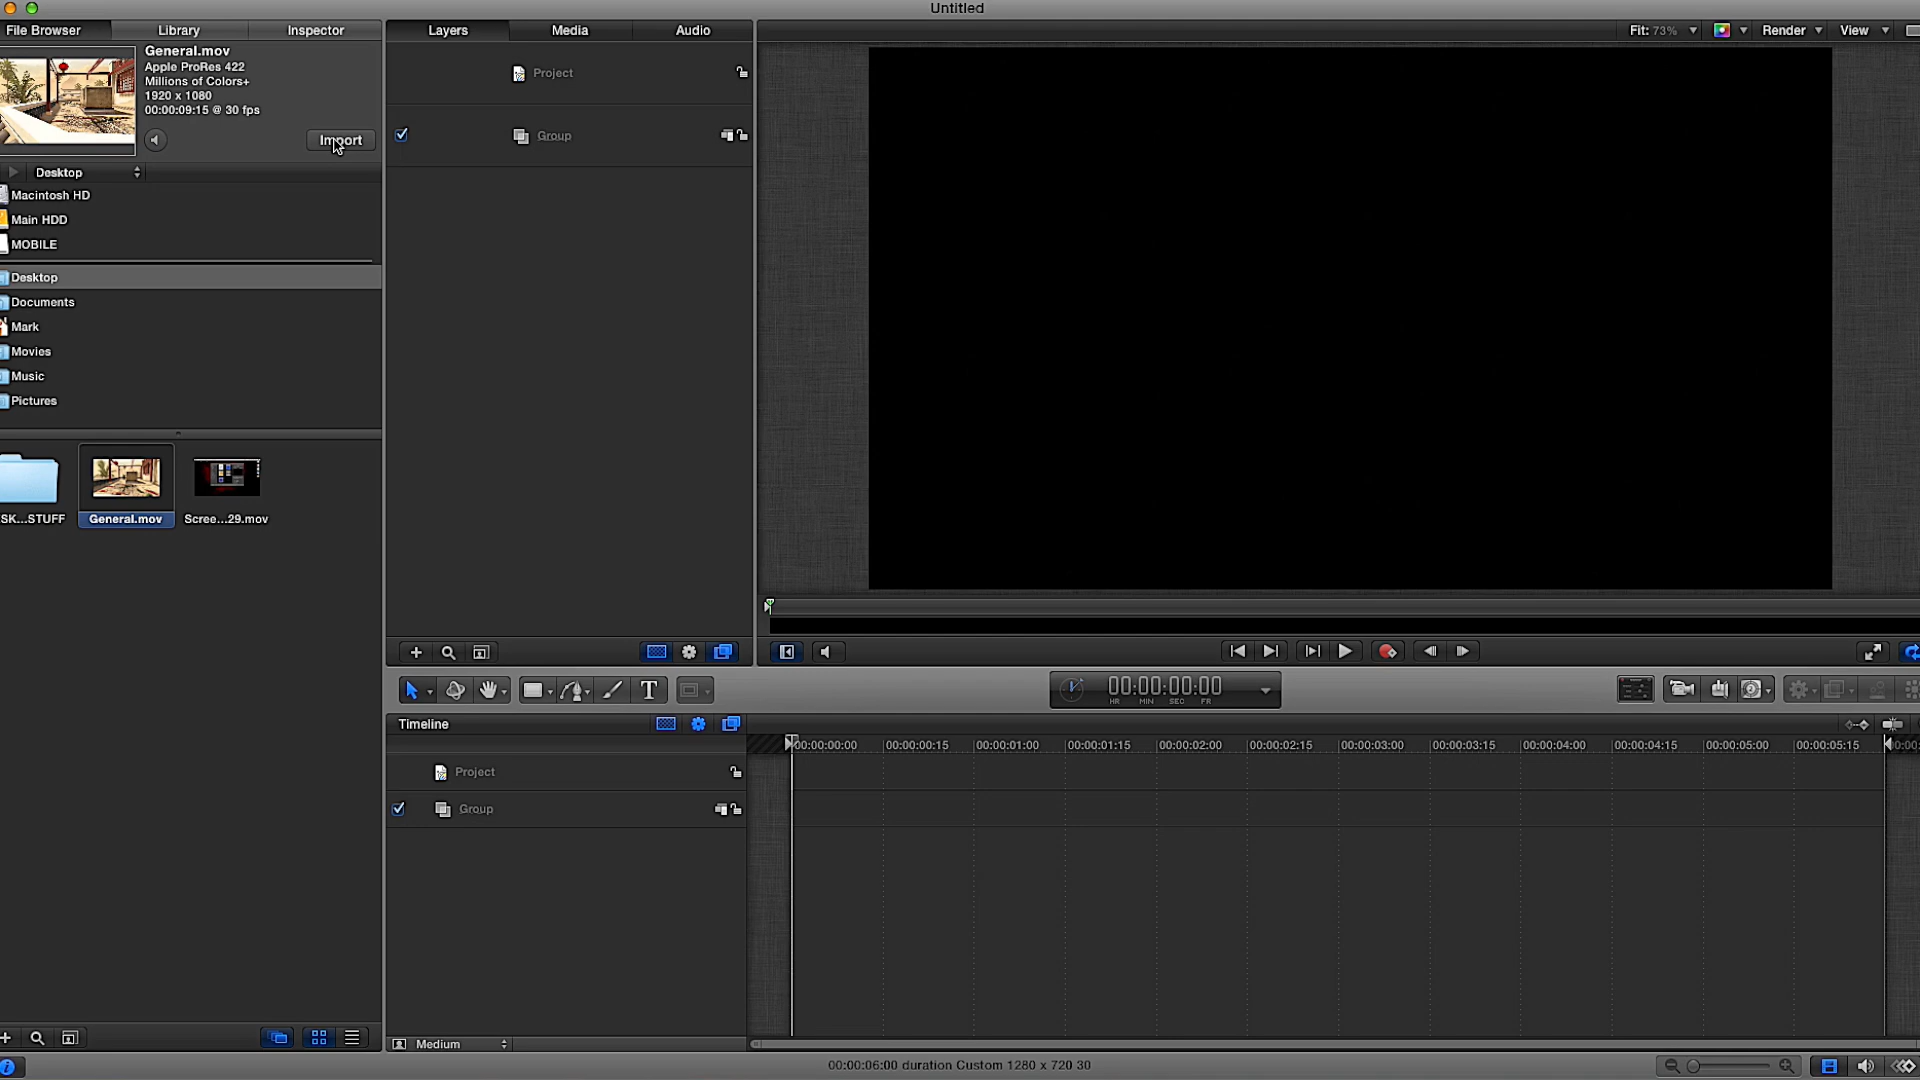 Untitled
File Browser
Library
Inspector
Layers
Media
Audio
Fit: 73%
Render
View
General.mov
Apple ProRes 422
Millions of Colors+
1920 x 1080
00:00:09:15 @ 30 fps
Import
Project
Group
Desktop
Macintosh HD
Main HDD
MOBILE
Desktop
Documents
Mark
Movies
Music
Pictures
SK...STUFF
General.mov
Scree...29.mov
T
00:00:00:00
HR MIN SEC FR
Timeline
00:00:00:00
00:00:00:15
00:00:01:00
00:00:01:15
00:00:02:00
00:00:02:15
00:00:03:00
00:00:03:15
00:00:04:00
00:00:04:15
00:00:05:00
00:00:05:15
Project
Group
Medium
00:00:06:00 duration Custom 1280 x 720 30